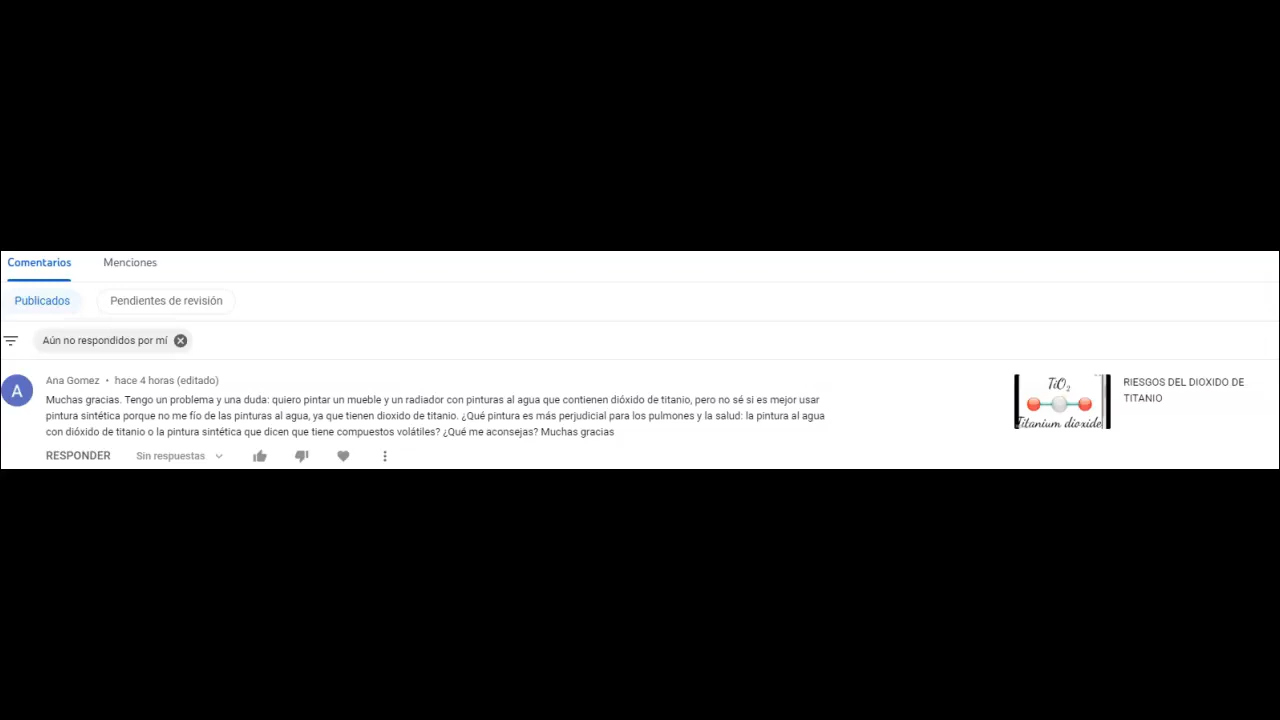 Comentarios Menciones
Publicados Pendientes de revisión
Aún no respondidos por mí
A
Ana Gomez • hace 4 horas (editado)
Muchas gracias. Tengo un problema y una duda: quiero pintar un mueble y un radiador con pinturas al agua que contienen dióxido de titanio, pero no sé si es mejor usar
pintura sintética porque no me fío de las pinturas al agua, ya que tienen dioxido de titanio. ¿Qué pintura es más perjudicial para los pulmones y la salud: la pintura al agua
con dióxido de titanio o la pintura sintética que dicen que tiene compuestos volátiles? ¿Qué me aconsejas? Muchas gracias
RESPONDER Sin respuestas
TiO2
Titanium dioxide
RIESGOS DEL DIOXIDO DE
TITANIO